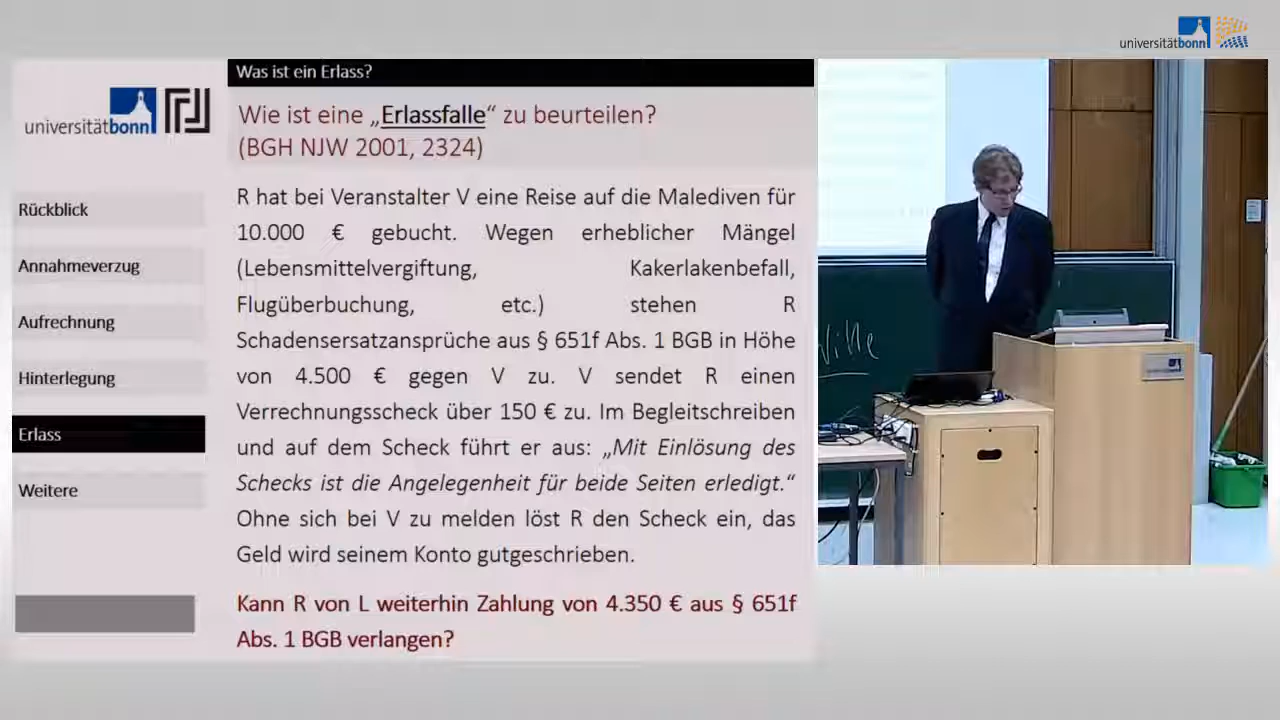 universitätbonn
Was ist ein Erlass?
universitätbonn
Wie ist eine „Erlassfalle“ zu beurteilen?
(BGH NJW 2001, 2324)
Rückblick
Annahmeverzug
Aufrechnung
Hinterlegung
Erlass
Weitere
R hat bei Veranstalter V eine Reise auf die Malediven für
10.000 € gebucht. Wegen erheblicher Mängel
(Lebensmittelvergiftung, Kakerlakenbefall,
Flugüberbuchung, etc.) stehen R
Schadensersatzansprüche aus § 651f Abs. 1 BGB in Höhe
von 4.500 € gegen V zu. V sendet R einen
Verrechnungsscheck über 150 € zu. Im Begleitschreiben
und auf dem Scheck führt er aus: „Mit Einlösung des
Schecks ist die Angelegenheit für beide Seiten erledigt.“
Ohne sich bei V zu melden löst R den Scheck ein, das
Geld wird seinem Konto gutgeschrieben.
Kann R von L weiterhin Zahlung von 4.350 € aus § 651f
Abs. 1 BGB verlangen?